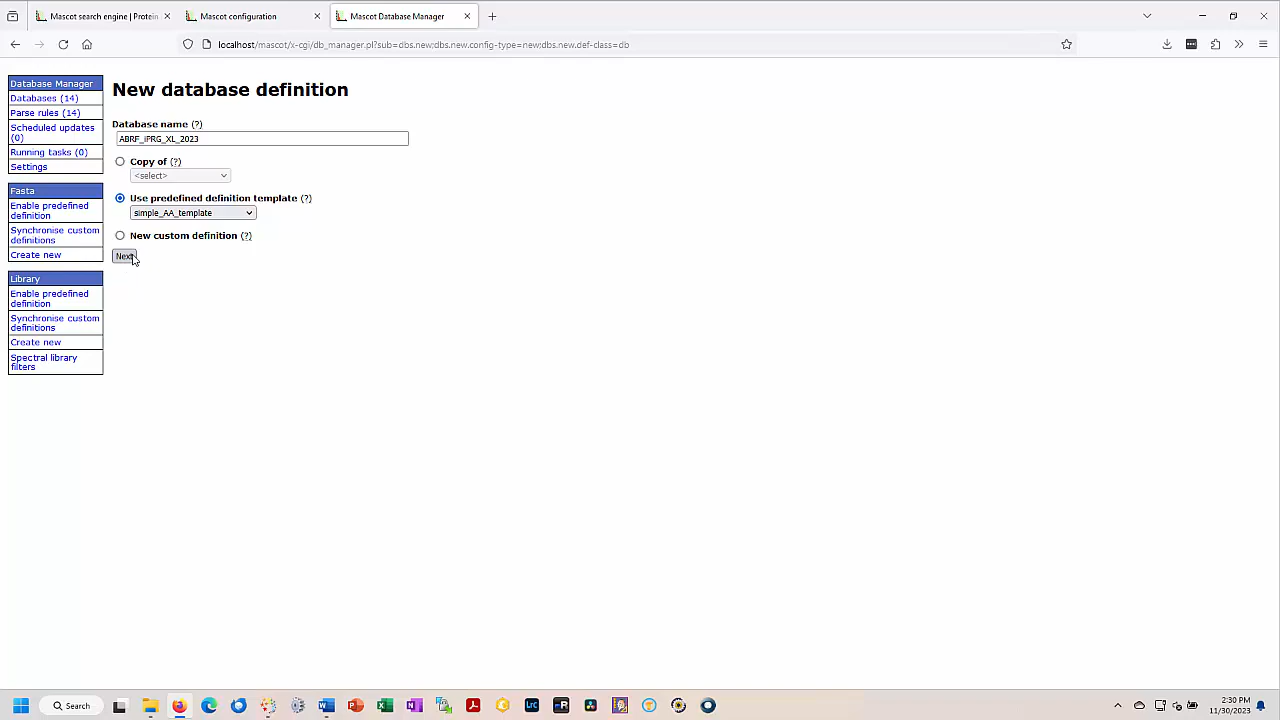 Mascot search engine | Protein
Mascot configuration
Mascot Database Manager
localhost/mascot/x-cgi/db_manager.pl?sub=dbs.new;dbs.new.config-type=new;dbs.new.def-class=db
Database Manager
Databases (14)
Parse rules (14)
Scheduled updates
(0)
Running tasks (0)
Settings
Fasta
Enable predefined
definition
Synchronise custom
definitions
Create new
Library
Enable predefined
definition
Synchronise custom
definitions
Create new
Spectral library
filters
New database definition
Database name (?)
ABRF_iPRG_XL_2023
Copy of (?)
<select>
Use predefined definition template (?)
simple_AA_template
New custom definition (?)
Next
Search
Lrc
2:30 PM
11/30/2023